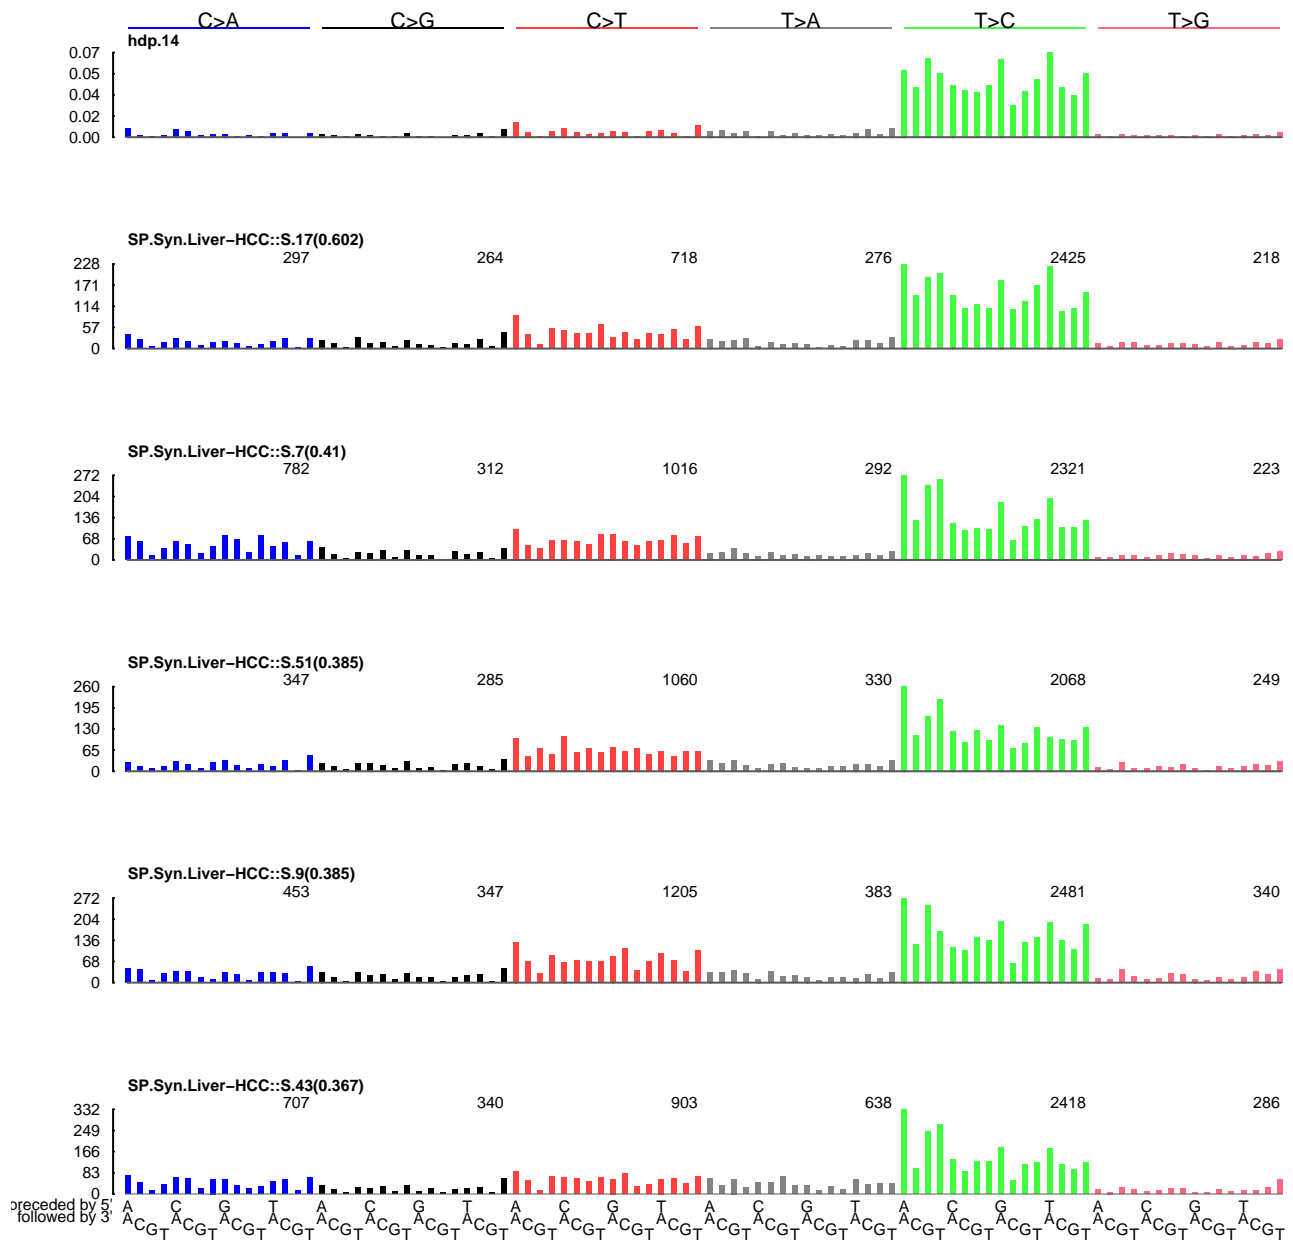 C>A C>G C>T T>A T>C T>G
hdp.14
0.07
0.05
0.04
0.02
0.00
SP.Syn.Liver−HCC::S.17(0.602)
297 264 718 276 2425 218
228
171
114
57
0
SP.Syn.Liver−HCC::S.7(0.41)
782 312 1016 292 2321 223
272
204
136
68
0
SP.Syn.Liver−HCC::S.51(0.385)
347 285 1060 330 2068 249
260
195
130
65
0
SP.Syn.Liver−HCC::S.9(0.385)
453 347 1205 383 2481 340
272
204
136
68
0
SP.Syn.Liver−HCC::S.43(0.367)
707 340 903 638 2418 286
332
249
166
83
0
preceded by 5' A C G T A C G T A C G T A C G T A C G T A C G T
followed by 3' A C G T A C G T A C G T A C G T A C G T A C G T A C G T A C G T A C G T A C G T A C G T A C G T A C G T A C G T A C G T A C G T A C G T A C G T A C G T A C G T A C G T A C G T A C G T A C G T